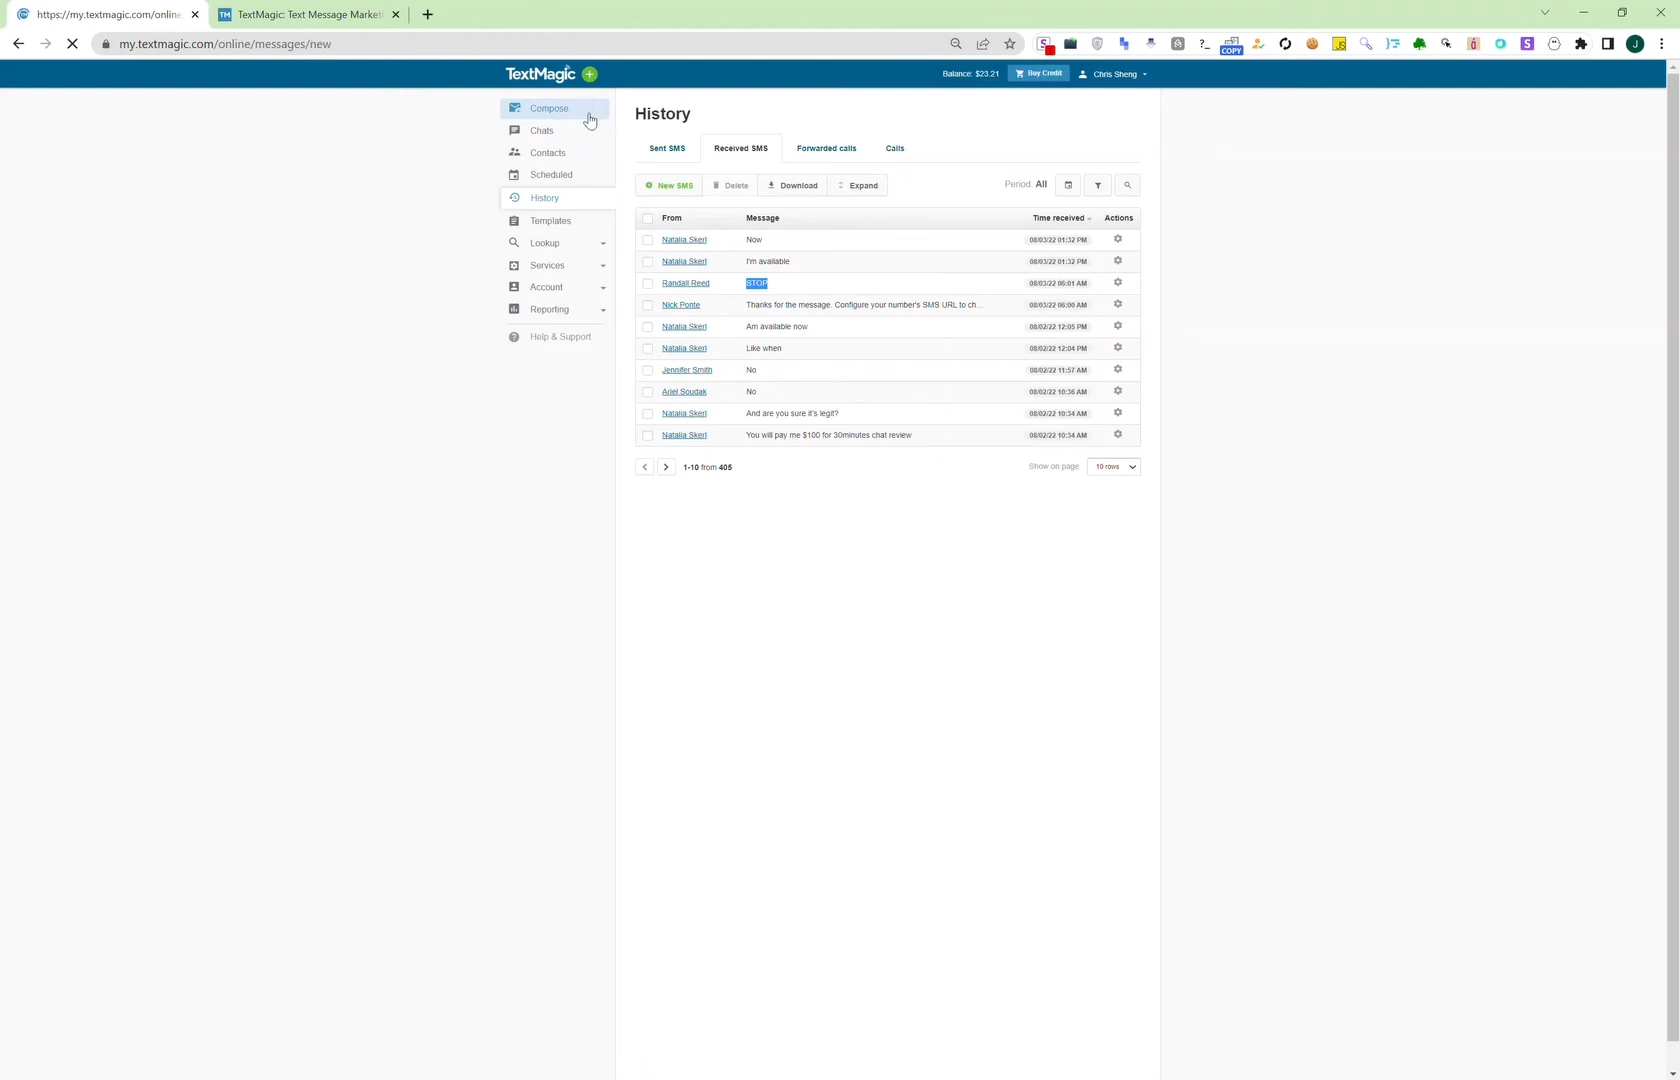 https://my.textmagic.com/online
TM TextMagic: Text Message Market
my.textmagic.com/online/messages/new
COPY
JS
S
J
TextMagic
Balance: $23.21
Buy Credit
Chris Sheng
Compose
Chats
Contacts
Scheduled
History
Templates
Lookup
Services
Account
Reporting
Help & Support
History
Sent SMS
Received SMS
Forwarded calls
Calls
New SMS
Delete
Download
Expand
Period: All
From Message Time received Actions
Natalia Skerl Now 08/03/22 01:32 PM
Natalia Skerl I'm available 08/03/22 01:32 PM
Randall Reed STOP 08/03/22 06:01 AM
Nick Ponte Thanks for the message. Configure your number's SMS URL to ch... 08/03/22 06:00 AM
Natalia Skerl Am available now 08/02/22 12:05 PM
Natalia Skerl Like when 08/02/22 12:04 PM
Jennifer Smith No 08/02/22 11:57 AM
Ariel Soudak No 08/02/22 10:36 AM
Natalia Skerl And are you sure it's legit? 08/02/22 10:34 AM
Natalia Skerl You will pay me $100 for 30minutes chat review 08/02/22 10:34 AM
1-10 from 405
Show on page 10 rows